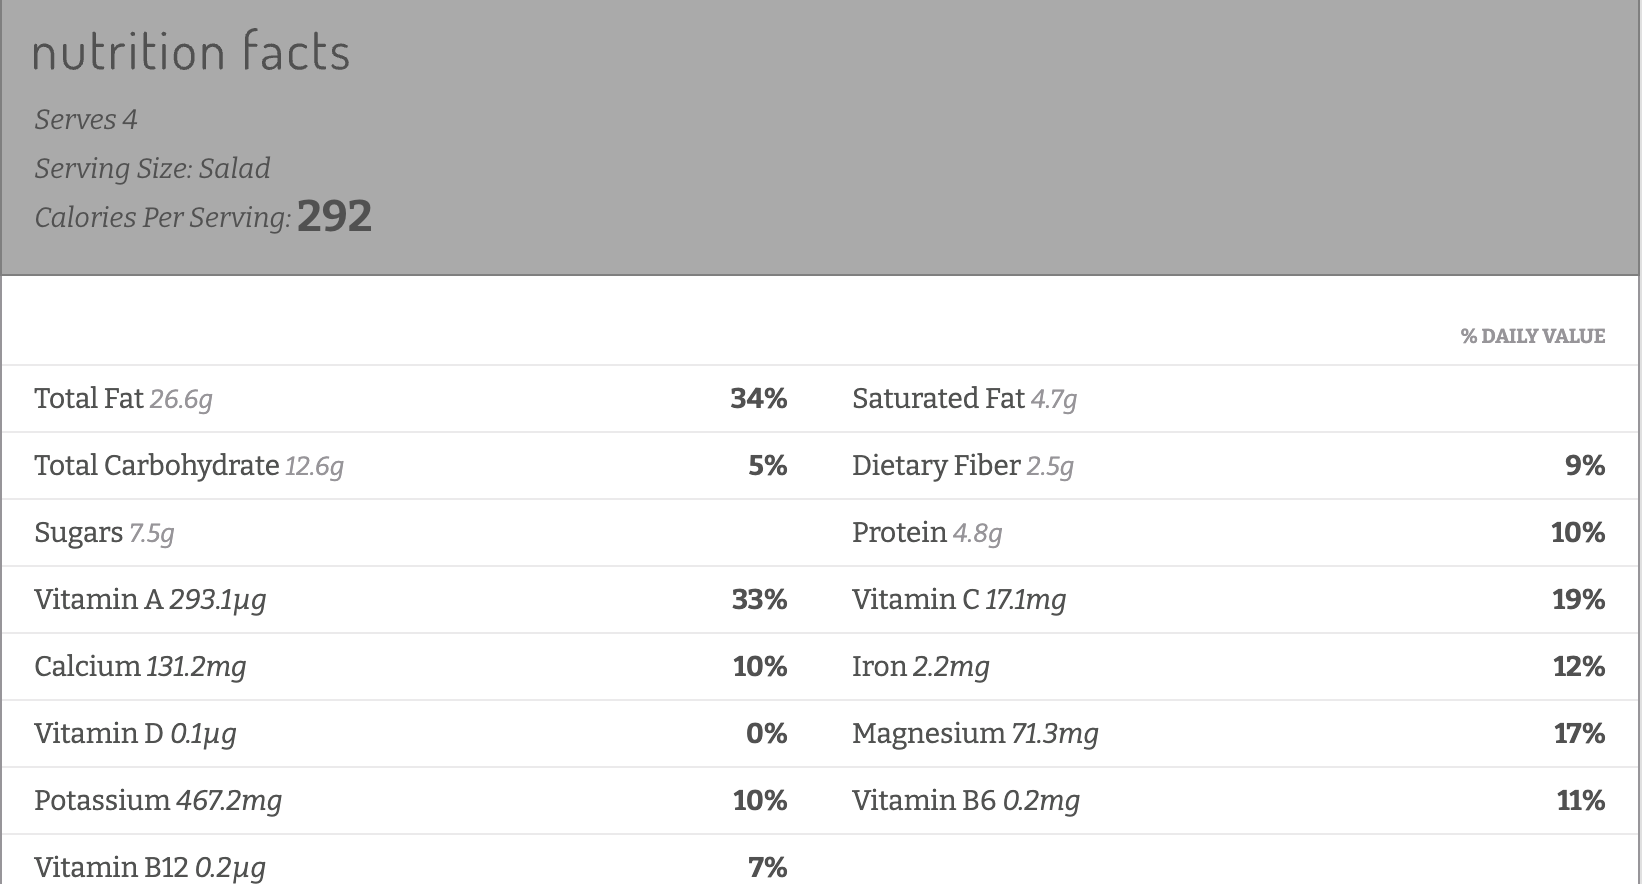 nutrition facts
Serves 4
Serving Size: Salad
Calories Per Serving: 292
% DAILY VALUE
Total Fat 26.6g 34% Saturated Fat 4.7g
Total Carbohydrate 12.6g 5% Dietary Fiber 2.5g 9%
Sugars 7.5g Protein 4.8g 10%
Vitamin A 293.1µg 33% Vitamin C 17.1mg 19%
Calcium 131.2mg 10% Iron 2.2mg 12%
Vitamin D 0.1µg 0% Magnesium 71.3mg 17%
Potassium 467.2mg 10% Vitamin B6 0.2mg 11%
Vitamin B12 0.2µg 7%